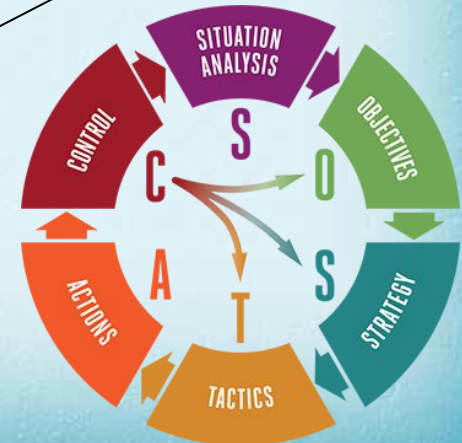 SITUATION
ANALYSIS
OBJECTIVES
STRATEGY
TACTICS
ACTIONS
CONTROL
S
O
S
T
A
C